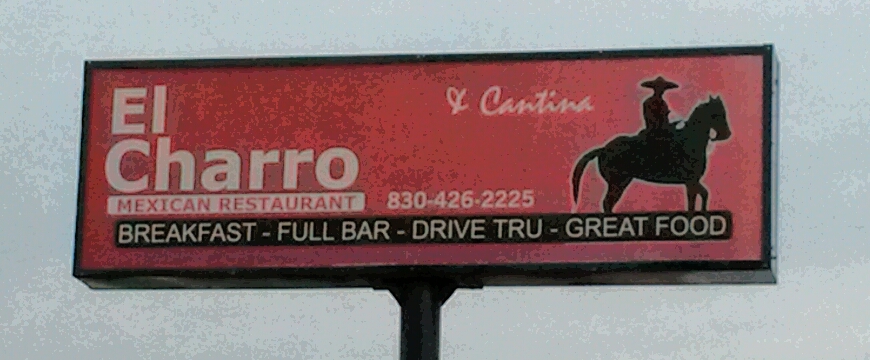 El
Charro
& Cantina
MEXICAN RESTAURANT
830-426-2225
BREAKFAST - FULL BAR - DRIVE TRU - GREAT FOOD